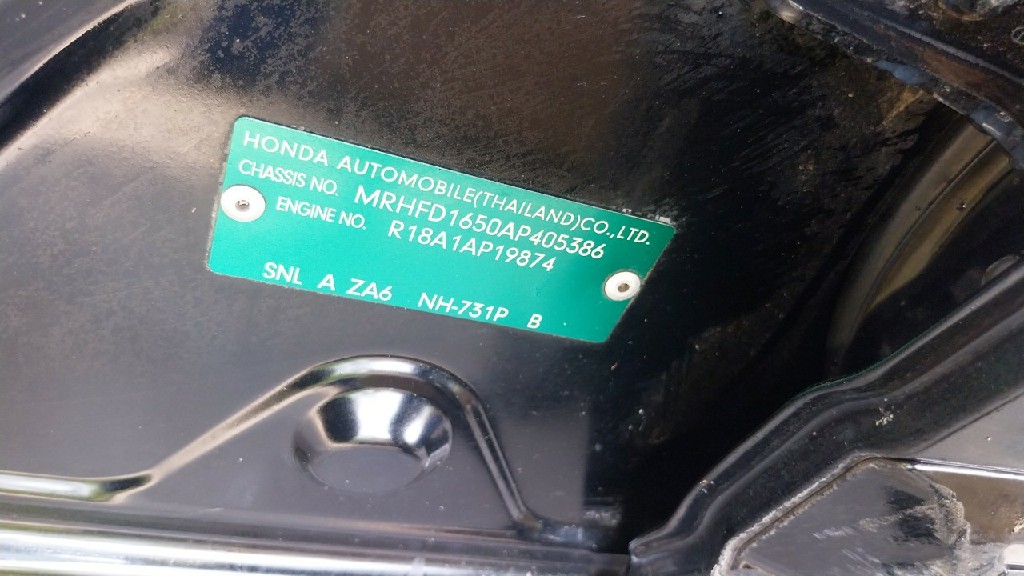 HONDA AUTOMOBILE(THAILAND)CO.,LTD.
CHASSIS NO. MRHFD1650AP405386
ENGINE NO. R18A1AP19874
SNL A ZA6 NH-731P B